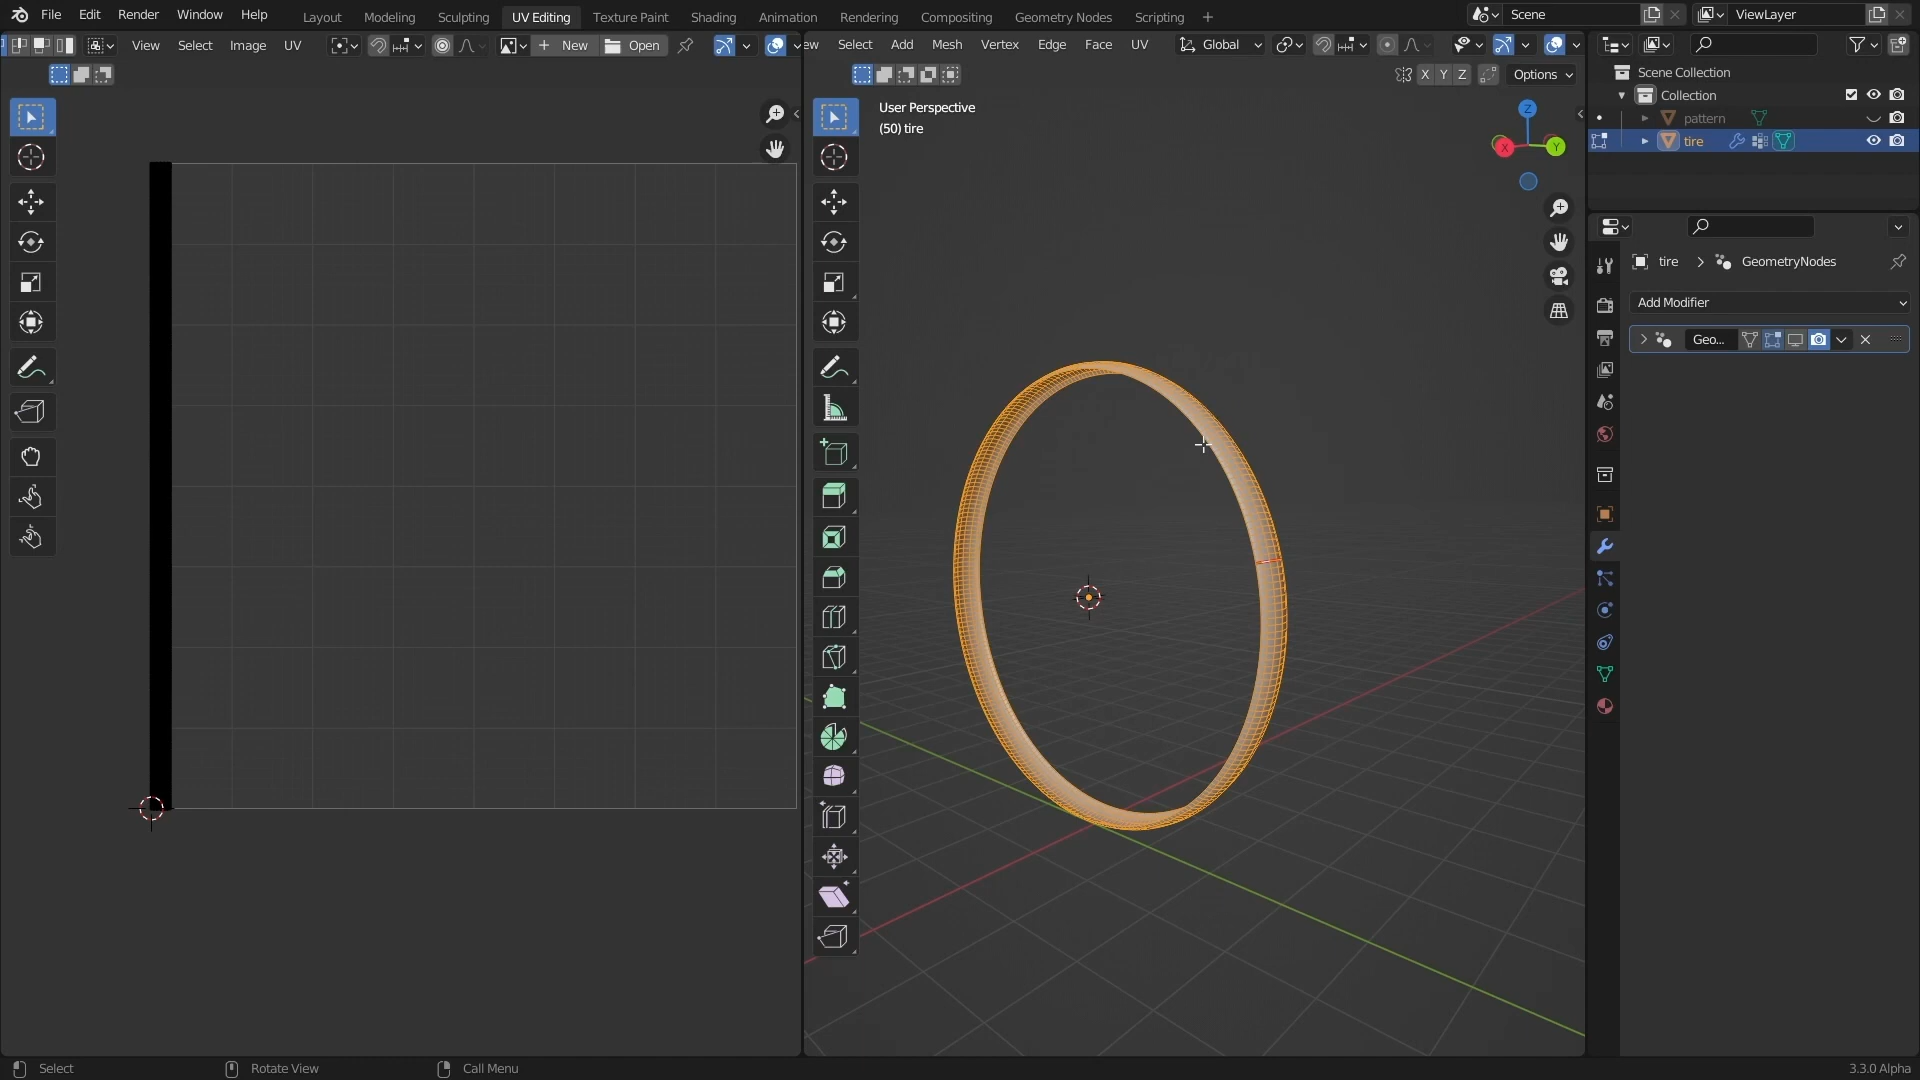 File Edit Render Window Help Layout Modeling Sculpting UV Editing Texture Paint Shading Animation Rendering Compositing Geometry Nodes Scripting + Scene ViewLayer
View Select Image UV New Open
ew Select Add Mesh Vertex Edge Face UV Global
X Y Z Options
Scene Collection
Collection
pattern
tire
User Perspective
(50) tire
Z
X
Y
tire > GeometryNodes
Add Modifier
Geo...
Select Rotate View Call Menu 3.3.0 Alpha